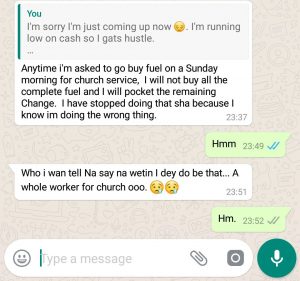 You
I'm sorry I'm just coming up now 😔. I'm running
low on cash so I gats hustle.
...
Anytime i'm asked to go buy fuel on a Sunday
morning for church service,  I will not buy all the
complete fuel and I will pocket the remaining
Change.  I have stopped doing that sha because I
know im doing the wrong thing.
23:37
Hmm 23:49
Who i wan tell Na say na wetin I dey do be that... A
whole worker for church ooo. 😢😢
23:51
Hm. 23:52
Type a message